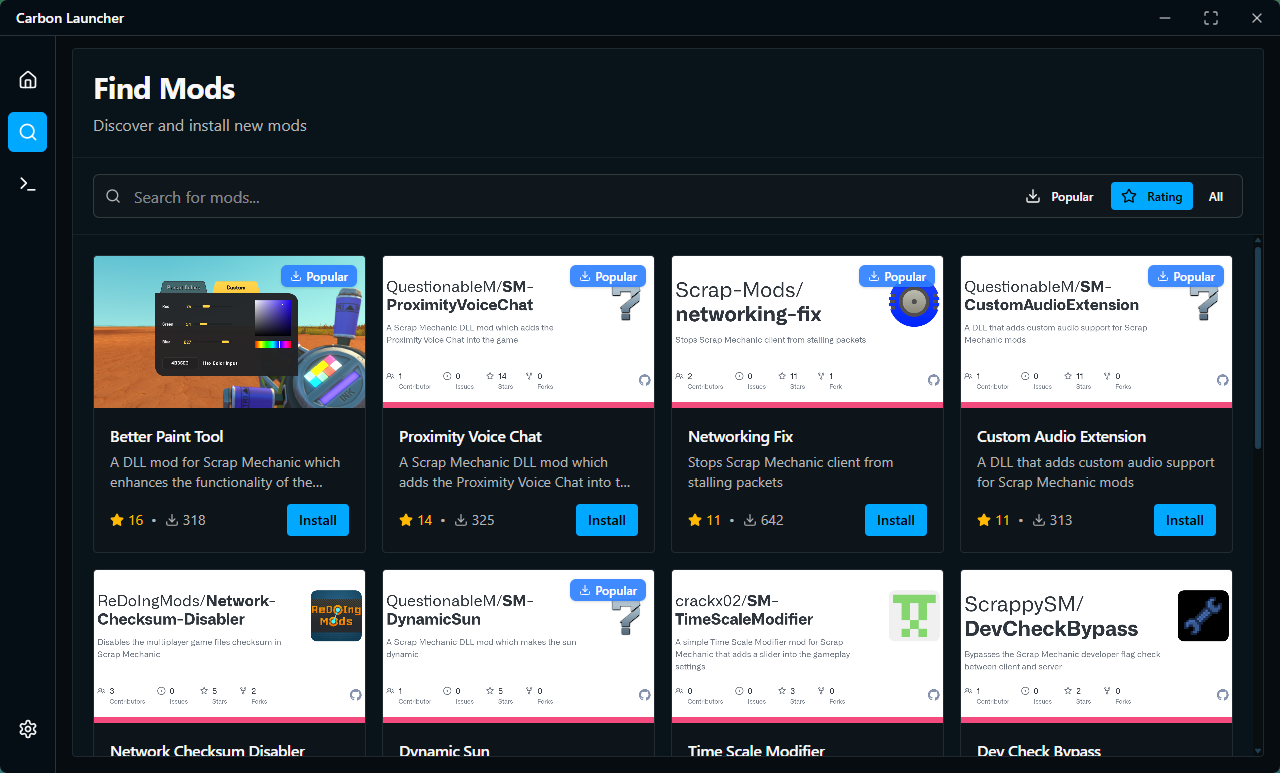 Carbon Launcher
Find Mods
Discover and install new mods
Search for mods...
Popular
Rating
All
Popular
Custom
Red
Green
Blue
Hex Color Input
Better Paint Tool
A DLL mod for Scrap Mechanic which
enhances the functionality of the...
16 • 318
Install
Popular
QuestionableM/SM-
ProximityVoiceChat
A Scrap Mechanic DLL mod which adds the
Proximity Voice Chat into the game
1 0 14 0
Contributor Issues Stars Forks
Proximity Voice Chat
A Scrap Mechanic DLL mod which
adds the Proximity Voice Chat into t...
14 • 325
Install
Popular
Scrap-Mods/
networking-fix
Stops Scrap Mechanic client from stalling packets
2 0 11 1
Contributors Issues Stars Fork
Networking Fix
Stops Scrap Mechanic client from
stalling packets
11 • 642
Install
Popular
QuestionableM/SM-
CustomAudioExtension
A DLL that adds custom audio support for Scrap
Mechanic mods
1 0 11 0
Contributor Issues Stars Forks
Custom Audio Extension
A DLL that adds custom audio support
for Scrap Mechanic mods
11 • 313
Install
ReDoIngMods/Network-
Checksum-Disabler
Disables the multiplayer game files checksum in
Scrap Mechanic
ReDoIng
Mods
3 0 5 2
Contributors Issues Stars Forks
Network Checksum Disabler
Popular
QuestionableM/SM-
DynamicSun
A Scrap Mechanic DLL mod which makes the sun
dynamic
1 0 5 0
Contributor Issues Stars Forks
Dynamic Sun
crackx02/SM-
TimeScaleModifier
A simple Time Scale Modifier mod for Scrap
Mechanic that adds a slider into the gameplay
settings
0 0 3 0
Contributors Issues Stars Forks
Time Scale Modifier
ScrappySM/
DevCheckBypass
Bypasses the Scrap Mechanic developer flag check
between client and server
1 0 2 0
Contributor Issues Stars Forks
Dev Check Bypass